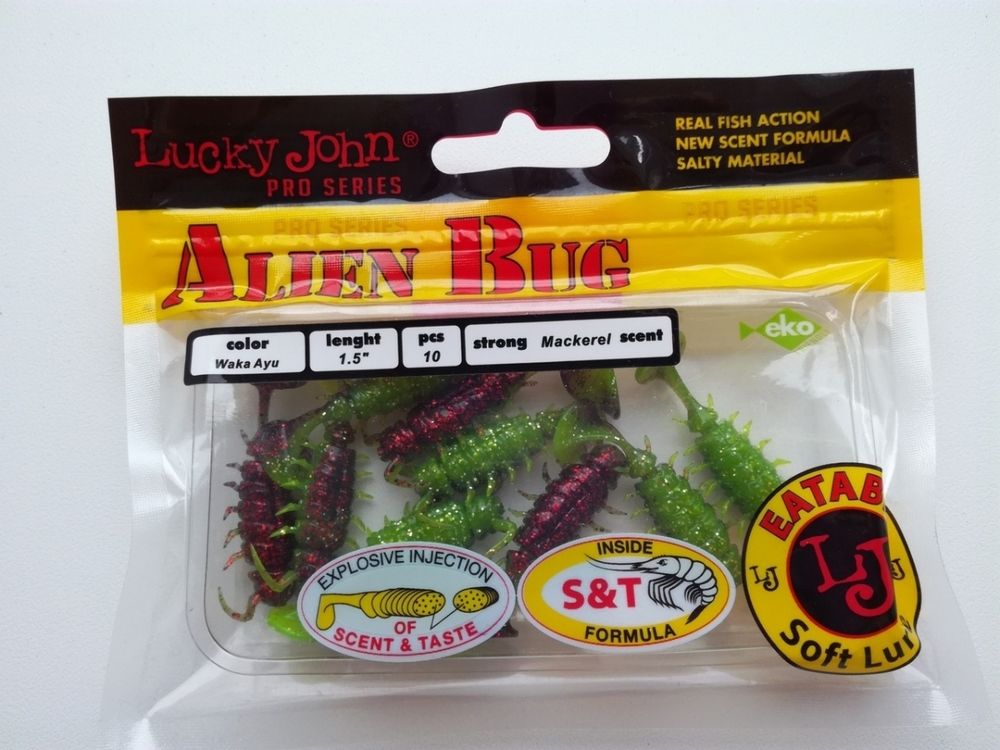 Lucky John®
PRO SERIES
REAL FISH ACTION
NEW SCENT FORMULA
SALTY MATERIAL
PRO SERIES
PRO SERIES
ALIEN BUG
color
Waka Ayu
lenght
1.5"
pcs
10
strong Mackerel scent
eko
EXPLOSIVE INJECTION
OF
SCENT & TASTE
INSIDE
S&T
FORMULA
EATAB
LJ
LJ
LJ
Soft Lur